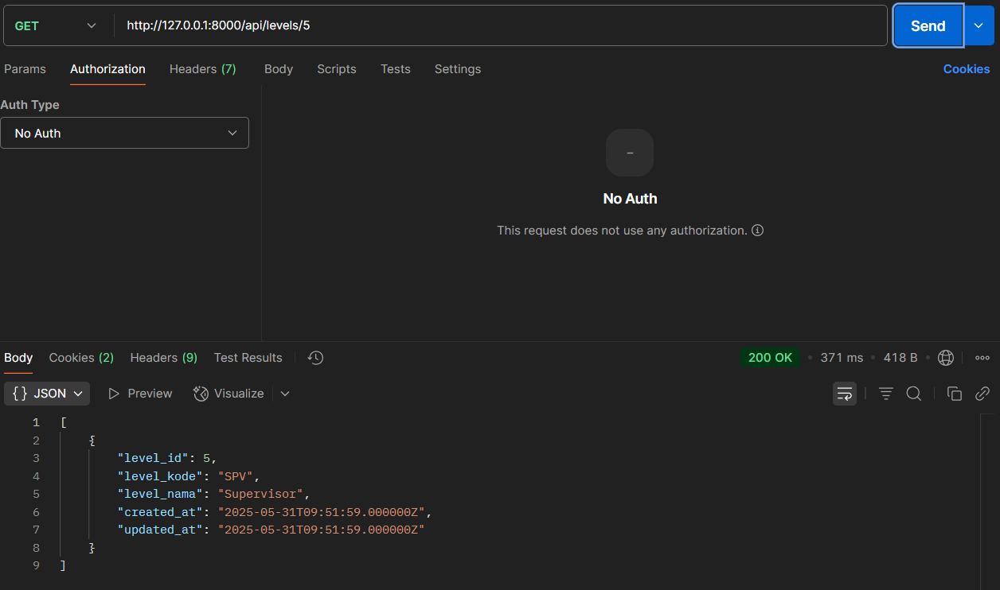 GET http://127.0.0.1:8000/api/levels/5 Send
Params Authorization Headers (7) Body Scripts Tests Settings Cookies
Auth Type
No Auth
No Auth
This request does not use any authorization.
Body Cookies (2) Headers (9) Test Results 200 OK • 371 ms • 418 B •
{} JSON Preview Visualize
1 [
2 {
3 "level_id": 5,
4 "level_kode": "SPV",
5 "level_nama": "Supervisor",
6 "created_at": "2025-05-31T09:51:59.000000Z",
7 "updated_at": "2025-05-31T09:51:59.000000Z"
8 }
9 ]